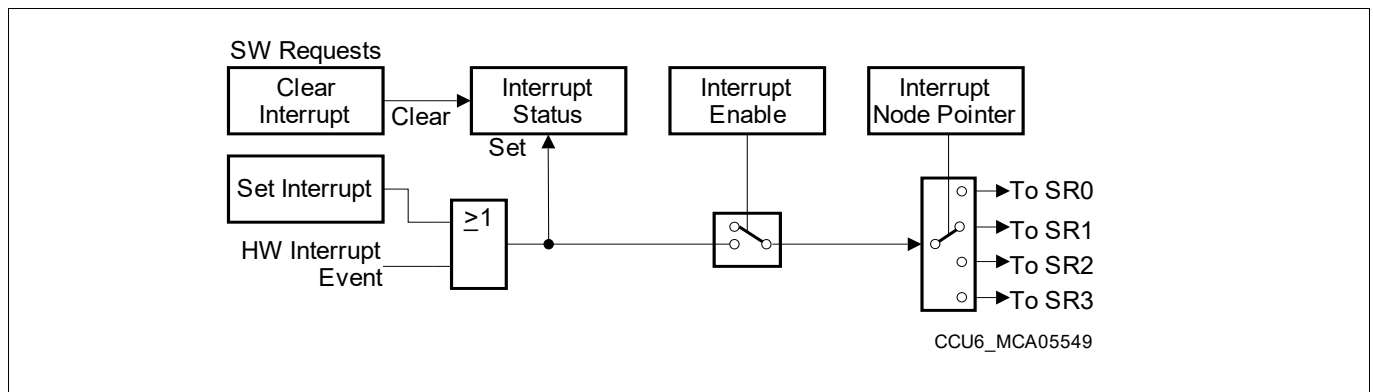 SW Requests
Clear
Interrupt
Clear
Interrupt
Status
Set
Interrupt
Enable
Interrupt
Node Pointer
Set Interrupt
≥1
HW Interrupt
Event
To SR0
To SR1
To SR2
To SR3
CCU6_MCA05549